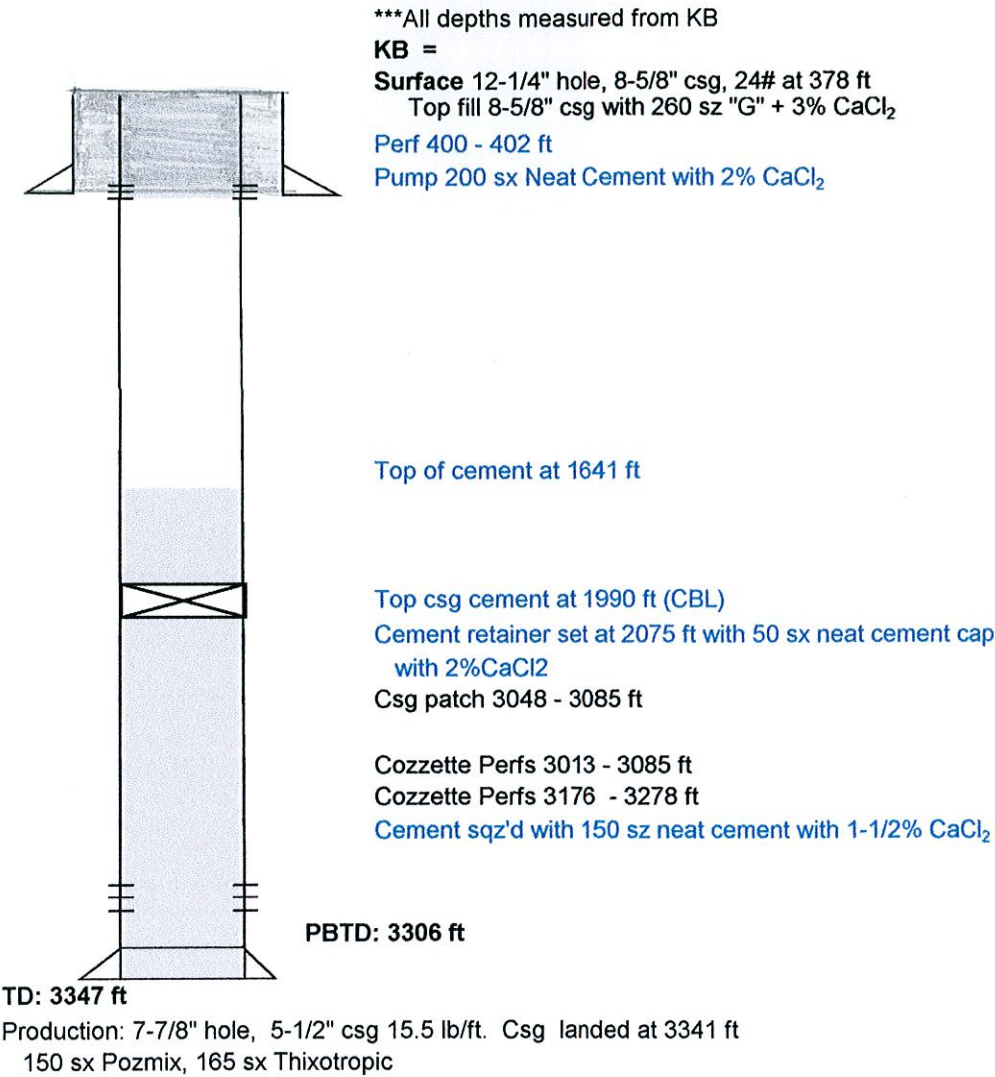 ***All depths measured from KB
KB =
Surface 12-1/4" hole, 8-5/8" csg, 24# at 378 ft
Top fill 8-5/8" csg with 260 sz "G" + 3% CaCl₂
Perf 400 - 402 ft
Pump 200 sx Neat Cement with 2% CaCl₂
Top of cement at 1641 ft
Top csg cement at 1990 ft (CBL)
Cement retainer set at 2075 ft with 50 sx neat cement cap
with 2%CaCl2
Csg patch 3048 - 3085 ft
Cozzette Perfs 3013 - 3085 ft
Cozzette Perfs 3176 - 3278 ft
Cement sqz'd with 150 sz neat cement with 1-1/2% CaCl₂
PBTD: 3306 ft
TD: 3347 ft
Production: 7-7/8" hole, 5-1/2" csg 15.5 lb/ft. Csg landed at 3341 ft
150 sx Pozmix, 165 sx Thixotropic